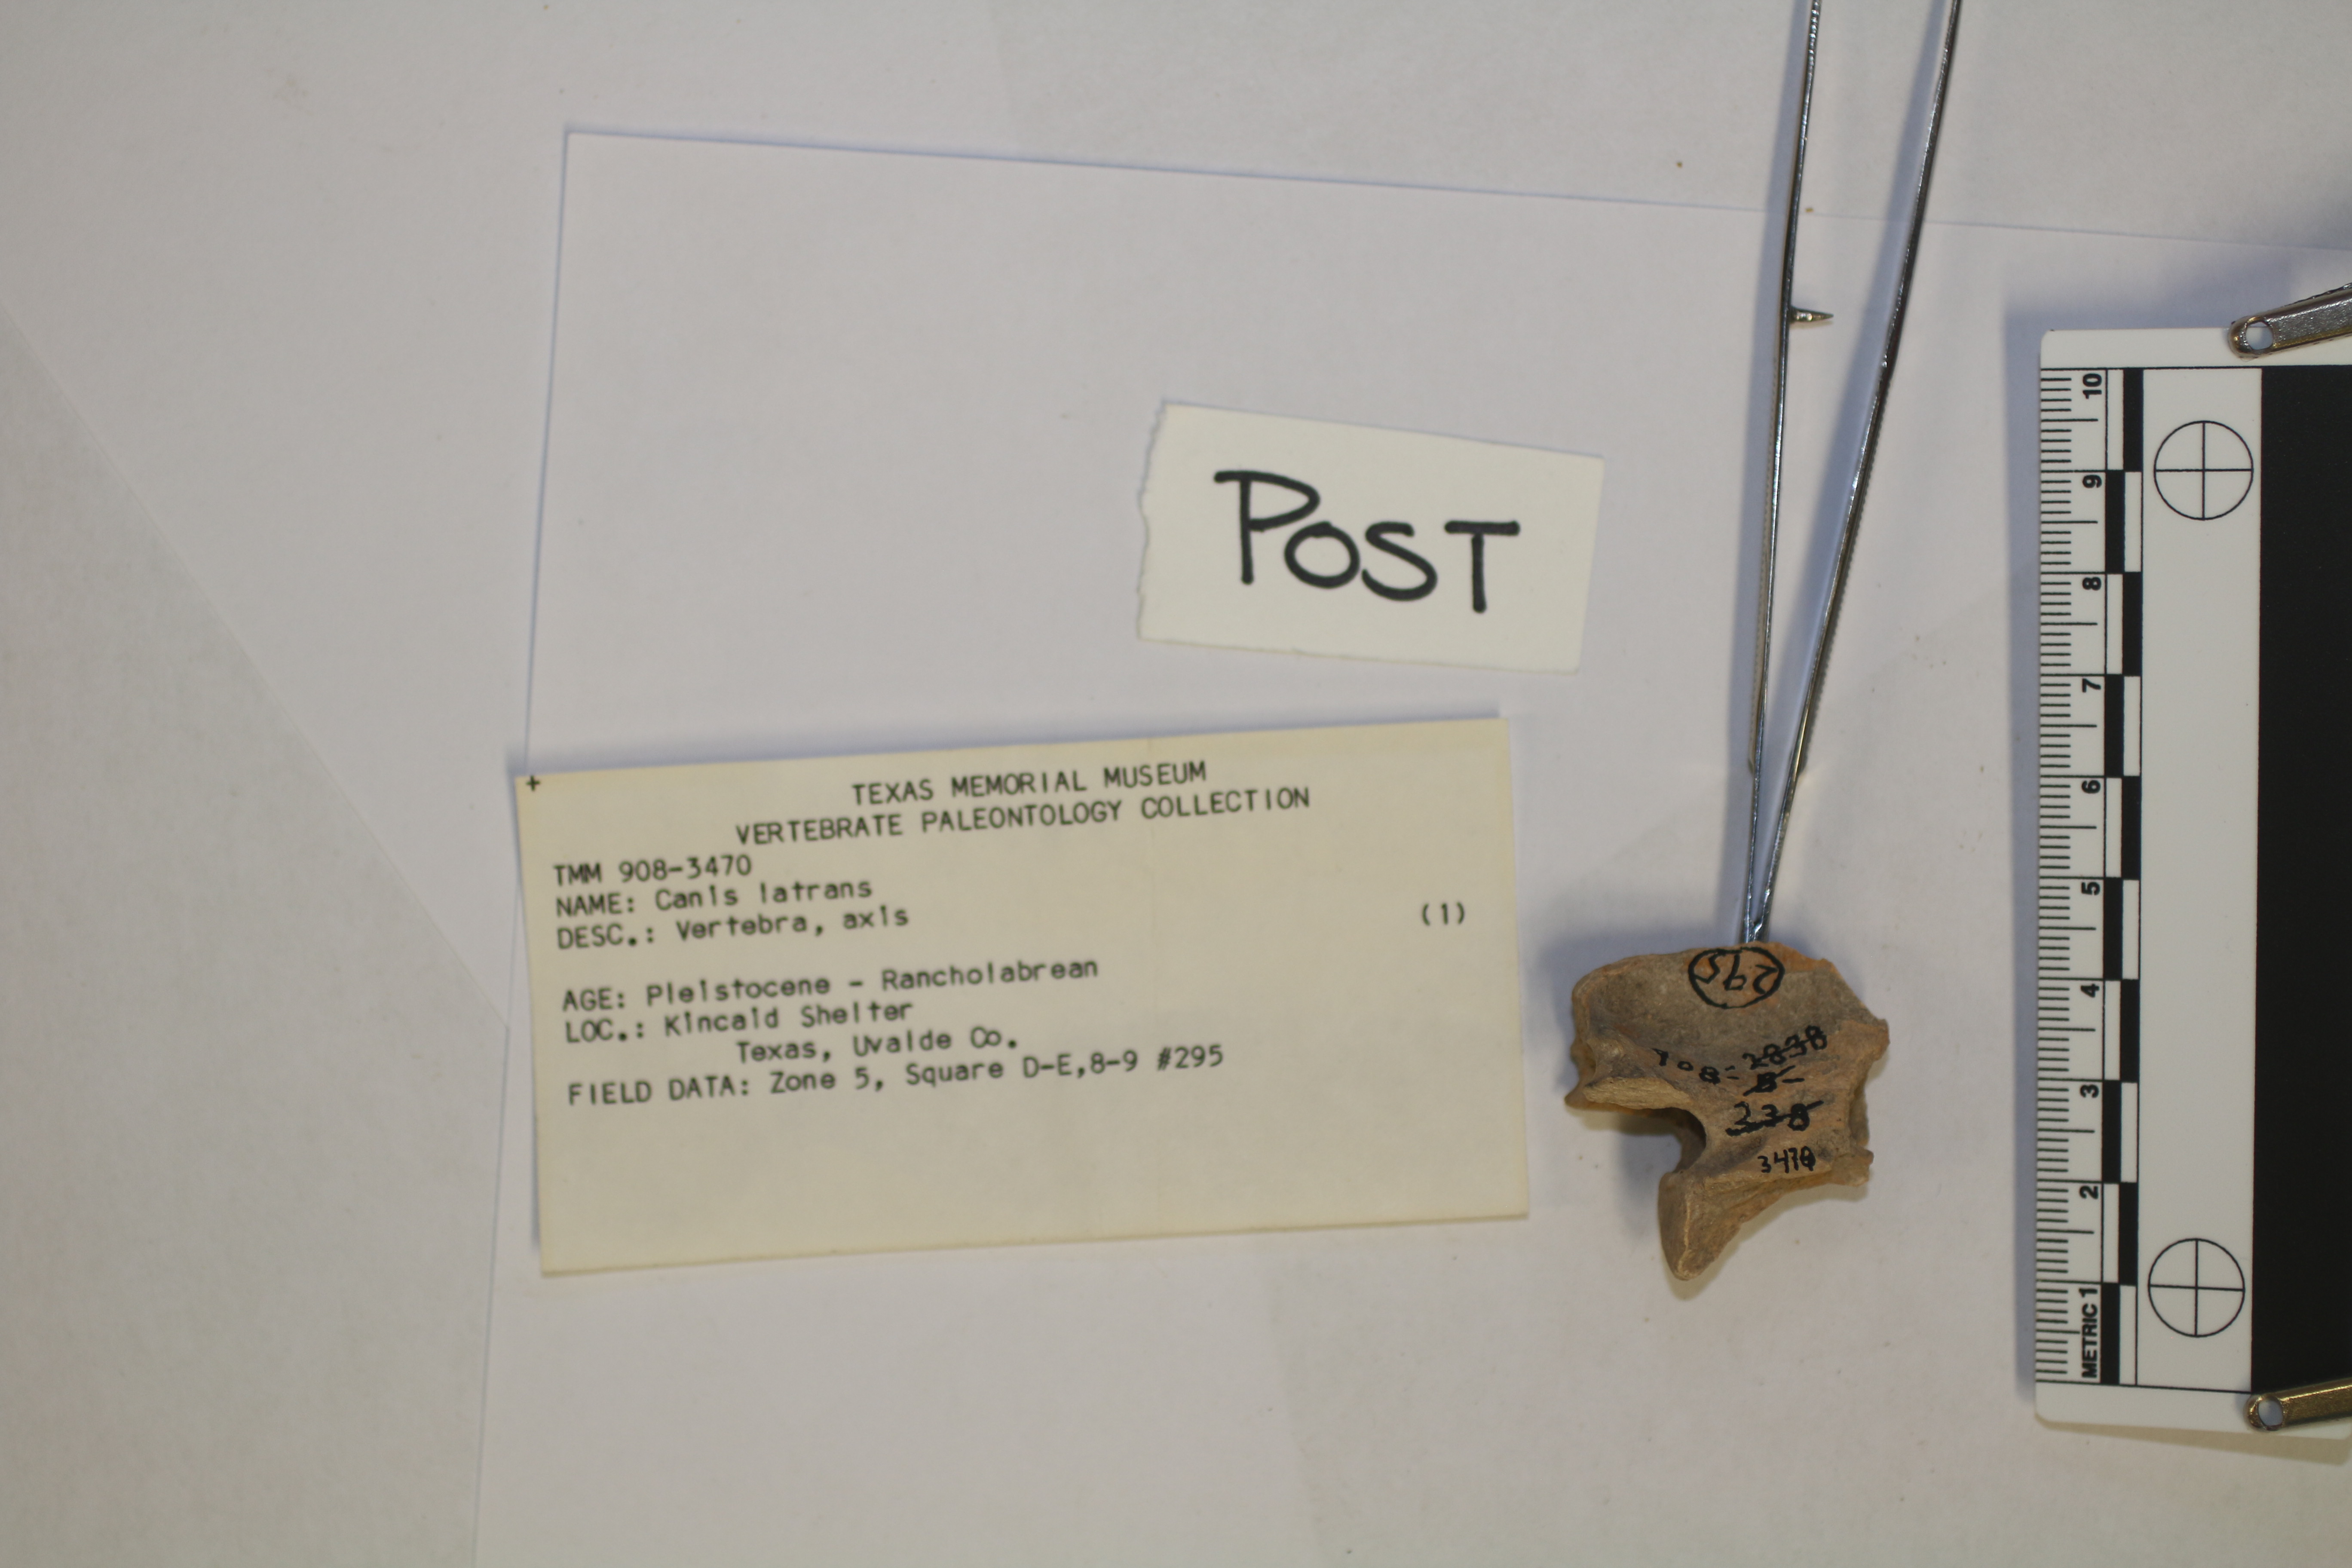 TEXAS MEMORIAL MUSEUM
VERTEBRATE PALEONTOLOGY COLLECTION
TMM 908-3470
NAME: Canis latrans
DESC.: Vertebra, axis (1)
AGE: Pleistocene - Rancholabrean
LOC.: Kincaid Shelter
Texas, Uvalde Co.
FIELD DATA: Zone 5, Square D-E,8-9 #295
POST
3470
METRIC 1 2 3 4 5 6 7 8 9 10